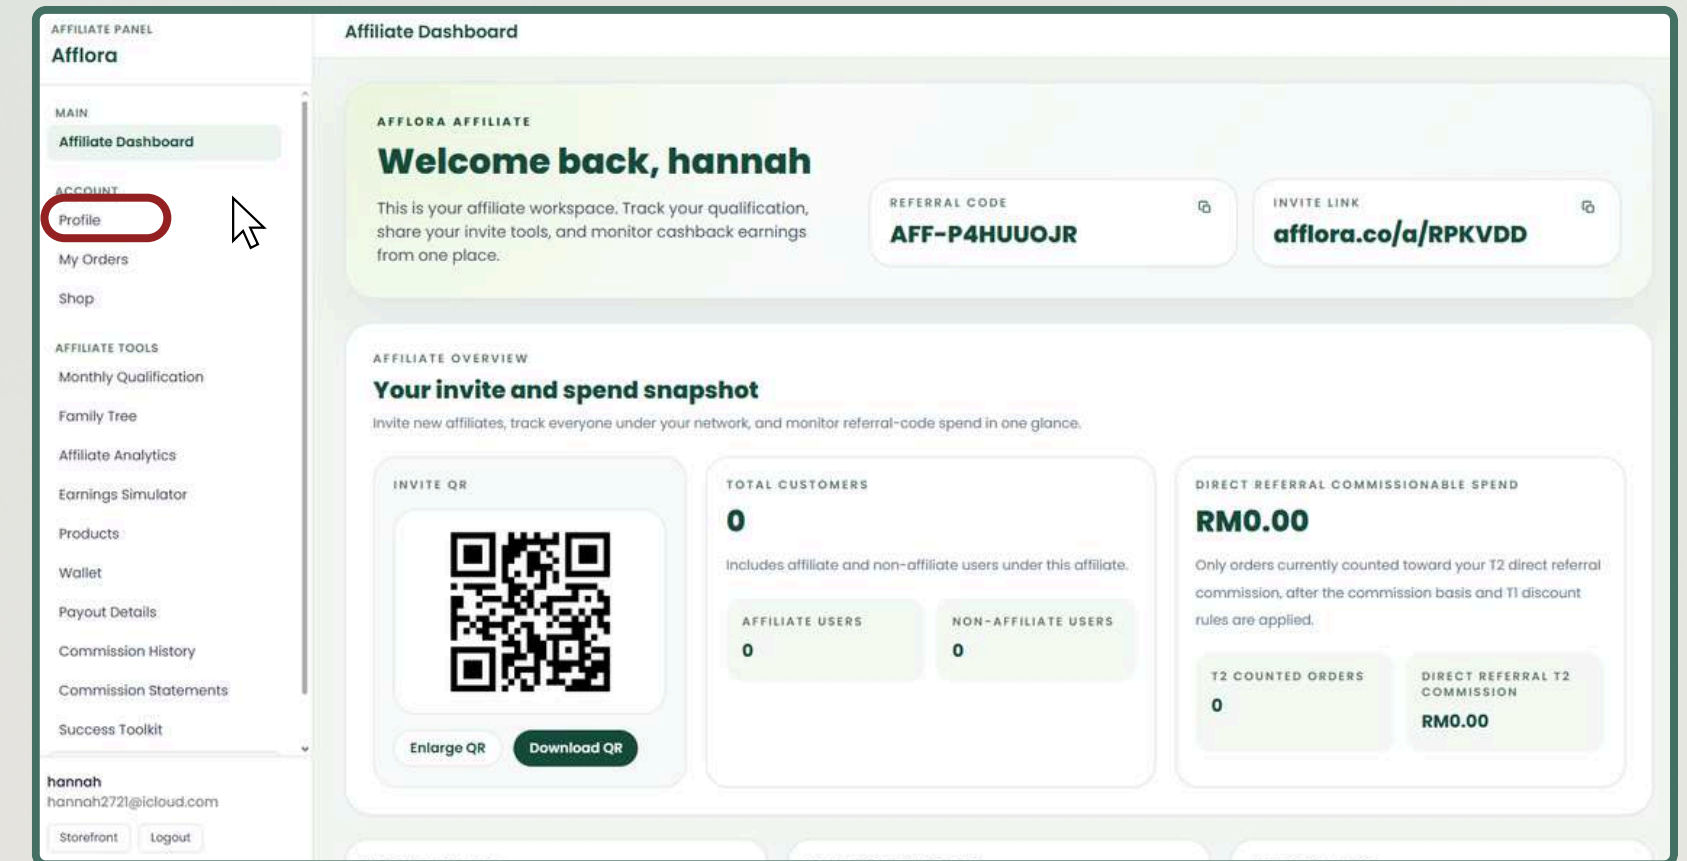 AFFILIATE PANEL
Afflora
MAIN
Affiliate Dashboard
ACCOUNT
Profile
My Orders
Shop
AFFILIATE TOOLS
Monthly Qualification
Family Tree
Affiliate Analytics
Earnings Simulator
Products
Wallet
Payout Details
Commission History
Commission Statements
Success Toolkit
hannah
hannah2721@icloud.com
Storefront
Logout
Affiliate Dashboard
AFFLORA AFFILIATE
Welcome back, hannah
This is your affiliate workspace. Track your qualification,
share your invite tools, and monitor cashback earnings
from one place.
REFERRAL CODE
AFF-P4HUUOJR
INVITE LINK
afflora.co/a/RPKVDD
AFFILIATE OVERVIEW
Your invite and spend snapshot
Invite new affiliates, track everyone under your network, and monitor referral-code spend in one glance.
INVITE QR
Enlarge QR
Download QR
TOTAL CUSTOMERS
0
Includes affiliate and non-affiliate users under this affiliate.
AFFILIATE USERS
0
NON-AFFILIATE USERS
0
DIRECT REFERRAL COMMISSIONABLE SPEND
RM0.00
Only orders currently counted toward your T2 direct referral
commission, after the commission basis and T1 discount
rules are applied.
T2 COUNTED ORDERS
0
DIRECT REFERRAL T2
COMMISSION
RM0.00